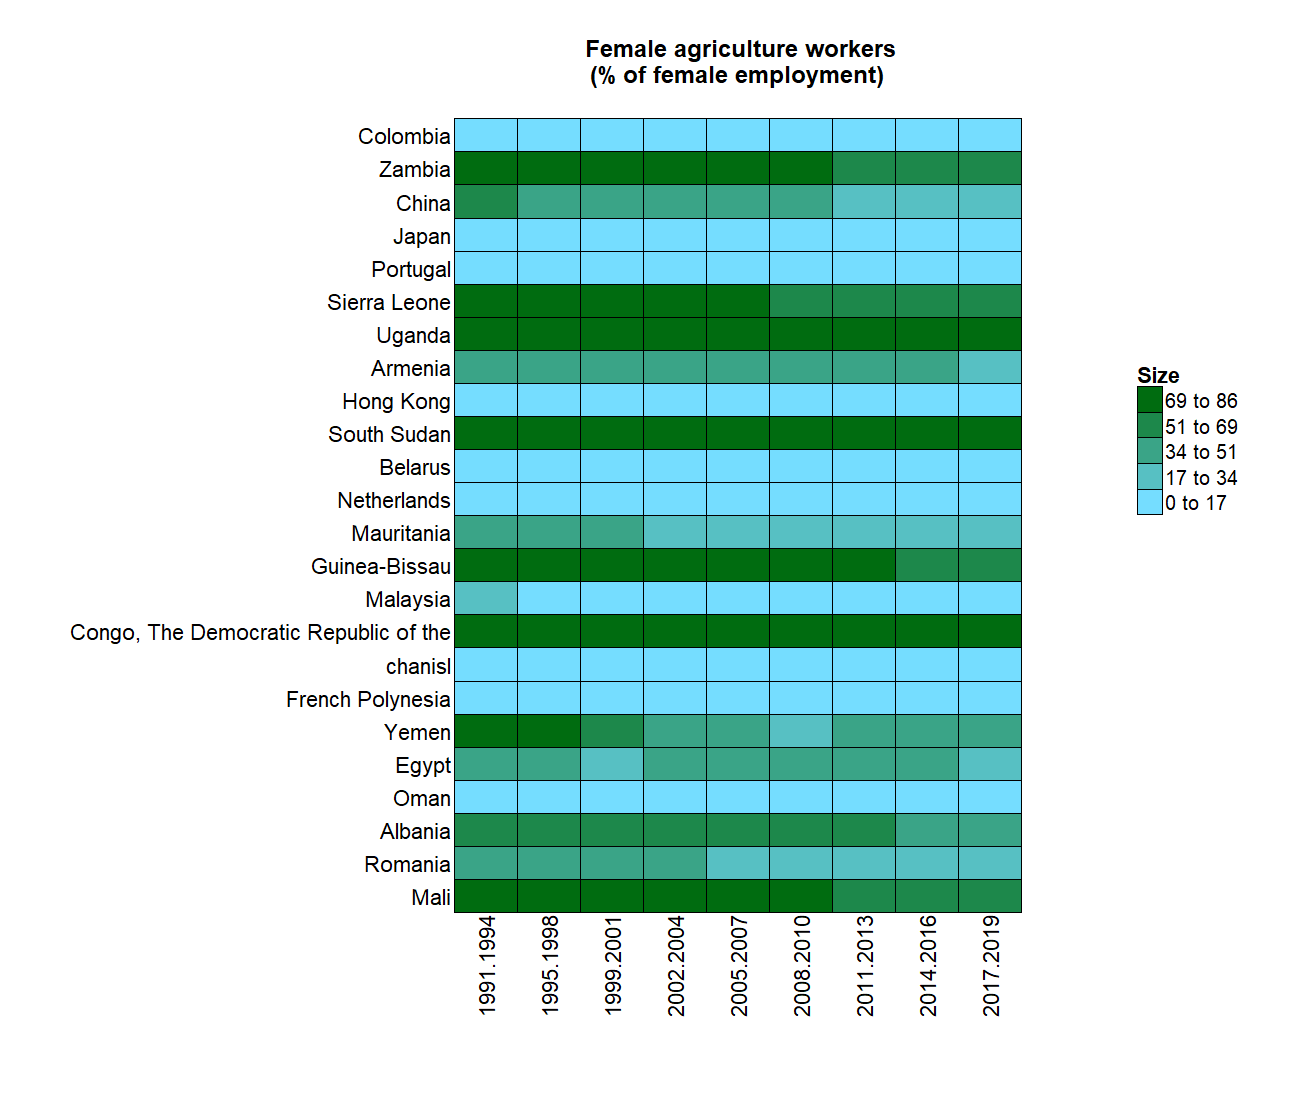 Female agriculture workers
(% of female employment)
Colombia
Zambia
China
Japan
Portugal
Sierra Leone
Uganda
Armenia
Hong Kong
South Sudan
Belarus
Netherlands
Mauritania
Guinea-Bissau
Malaysia
Congo, The Democratic Republic of the
chanisl
French Polynesia
Yemen
Egypt
Oman
Albania
Romania
Mali
1991.1994
1995.1998
1999.2001
2002.2004
2005.2007
2008.2010
2011.2013
2014.2016
2017.2019
Size
69 to 86
51 to 69
34 to 51
17 to 34
0 to 17